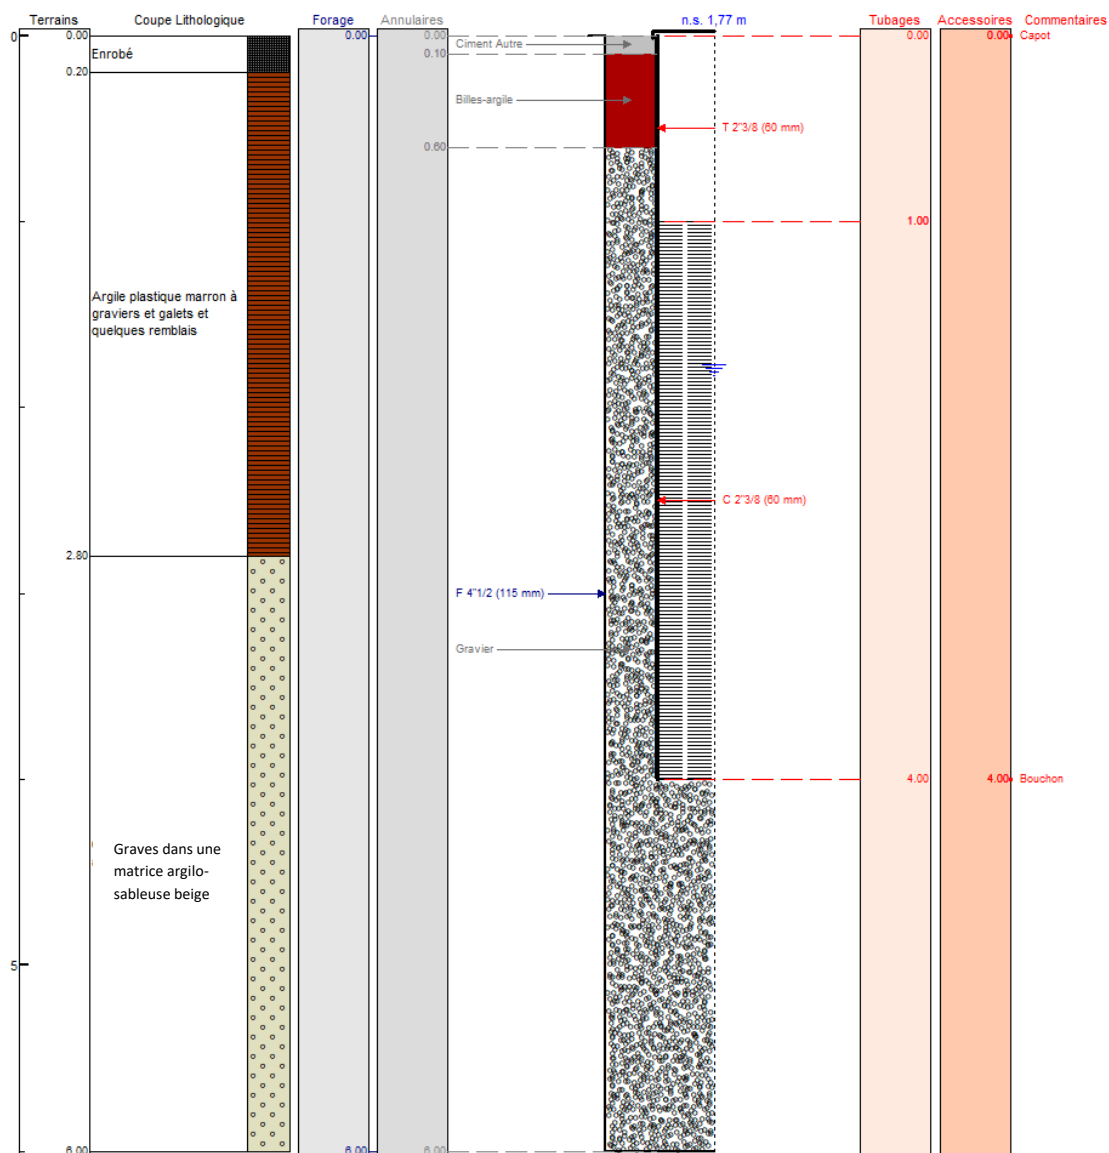 Terrains Coupe Lithologique Forage Annulaires n.s. 1,77 m Tubages Accessoires Commentaires
0 0.00 0.00 0.00 0.00 0.00 Capot
Ciment Autre
Enrobé 0.10
0.20
Billes-argile
T 2"3/8 (60 mm)
0.60
1.00
Argile plastique marron à
graviers et galets et
quelques remblais
C 2"3/8 (60 mm)
2.80
F 4"1/2 (115 mm)
Gravier
4.00 4.00 Bouchon
Graves dans une
matrice argilo-
sableuse beige
5
6.00 6.00 6.00